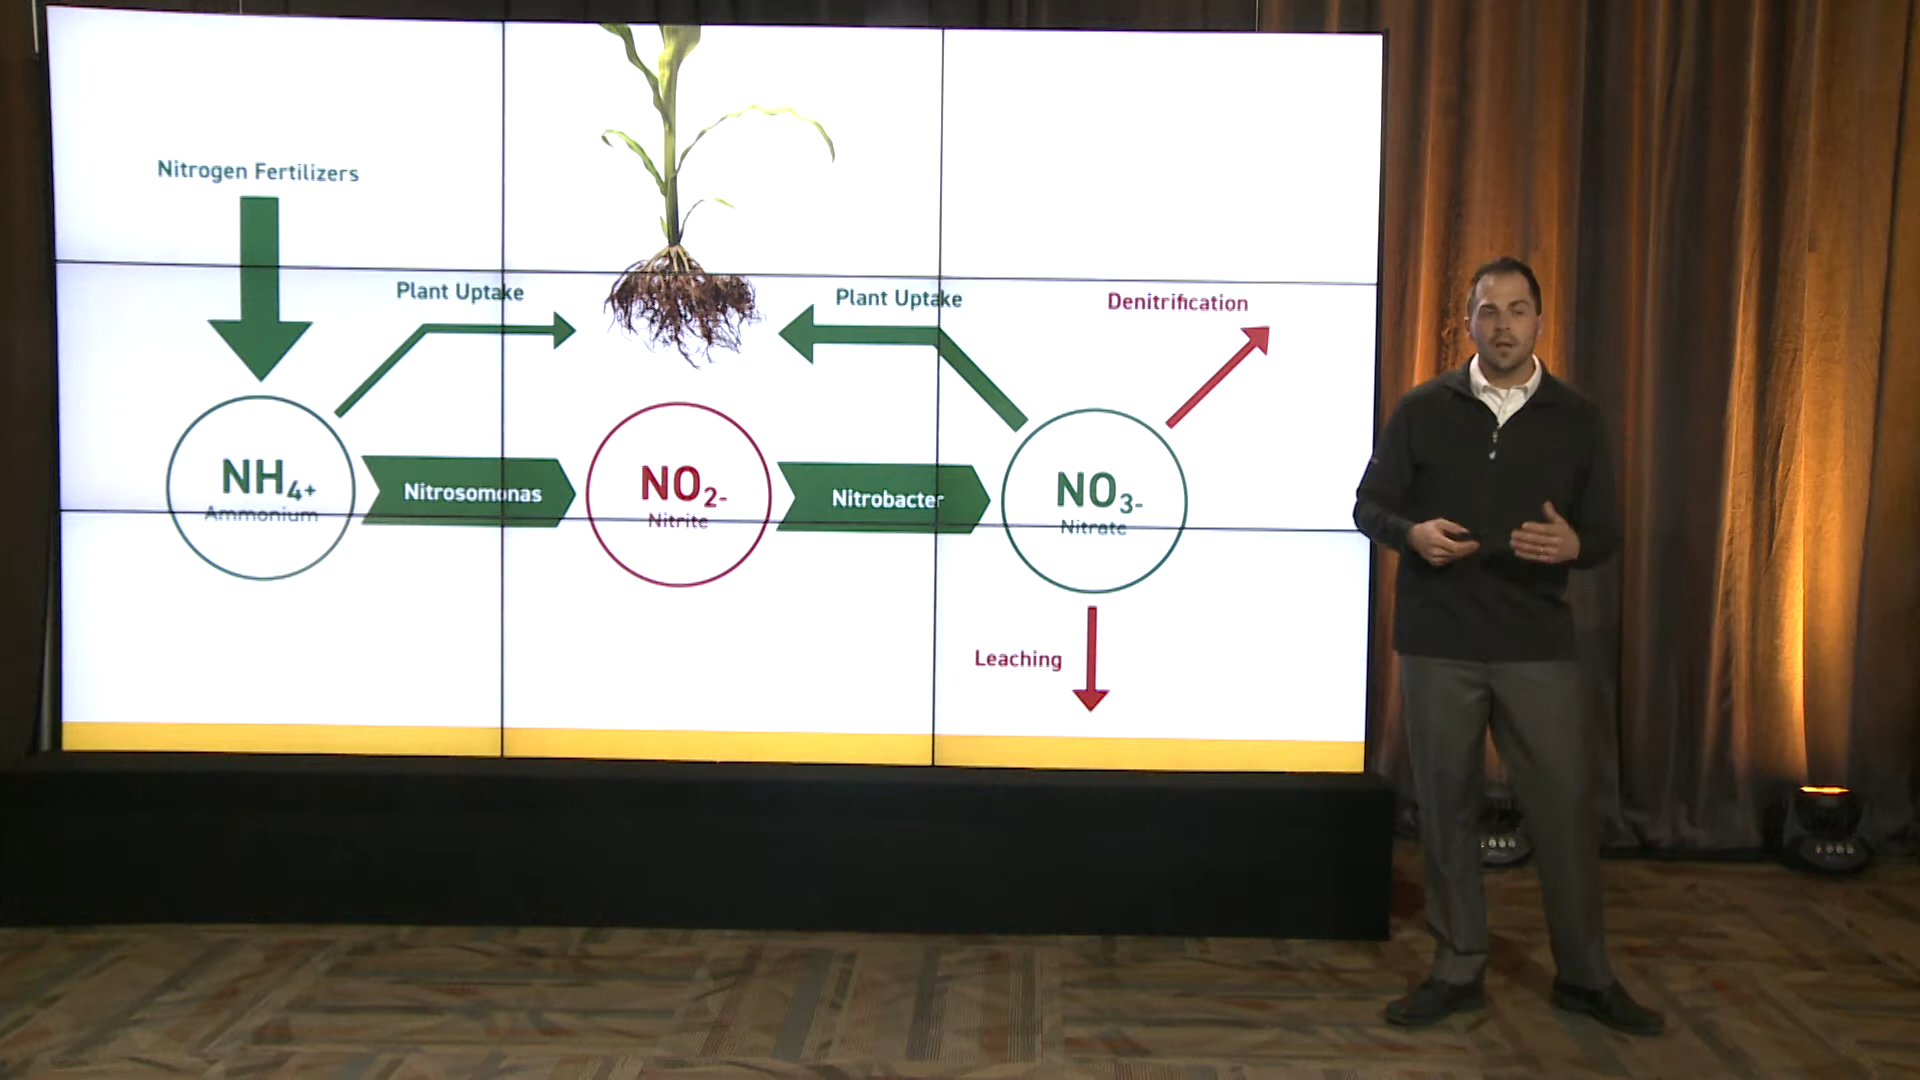 Nitrogen Fertilizers
Plant Uptake
Plant Uptake
Denitrification
NH4+
Ammonium
Nitrosomonas
NO2-
Nitrite
Nitrobacter
NO3-
Nitrate
Leaching